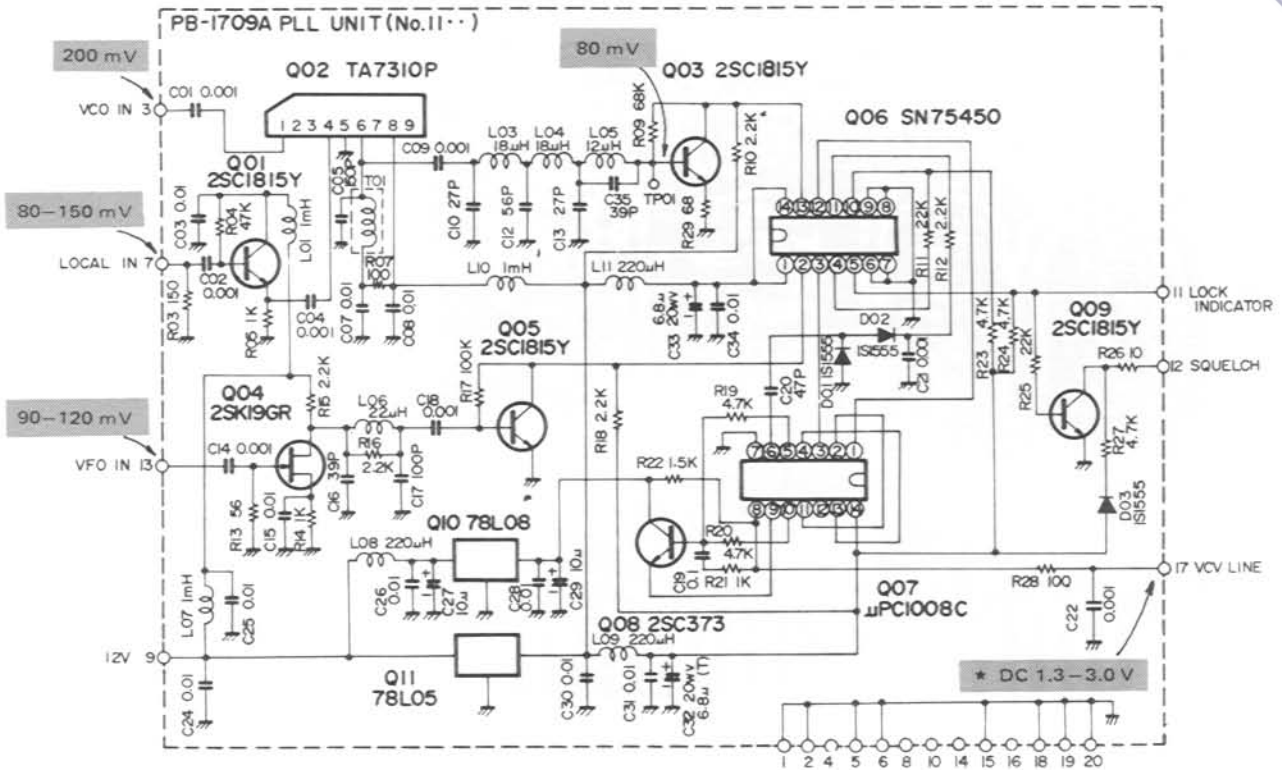 PB-1709A PLL UNIT (No.11··)
200 mV
80 mV
Q02 TA7310P
Q03 2SC1815Y
C01 0.001
VCO IN 3
1 2 3 4 5 6 7 8 9
Q06 SN75450
Q01
2SC1815Y
C09 0.001
L03
18μH
L04
18μH
L05
12μH
R09 68K
R10 2.2K
C05
T01
TP01
80–150 mV
C03 0.01
R04
47K
L01 1mH
C10 27P
C12 56P
C13 27P
C35
39P
R29 68
14 13 12 11 10 9 8
1 2 3 4 5 6 7
R11 22K
R12 2.2K
LOCAL IN 7
C02
0.001
R03 150
R05 1K
C04
0.001
R07
100
C07 0.01
C08 0.01
L10 1mH
L11 220μH
6.8μ
20wv
C33
C34 0.01
11 LOCK
INDICATOR
Q05
2SC1815Y
D02
1S1555
D01 1S1555
C21 0.001
R23 4.7K
R24 4.7K
R25 22K
Q09
2SC1815Y
R26 10
12 SQUELCH
Q04
2SK19GR
R15 2.2K
L06
22μH
C18
0.001
R17 100K
R18 2.2K
R19
4.7K
C20
47P
R27
4.7K
90–120 mV
VFO IN 13
C14 0.001
R16
2.2K
C16 39P
C17 100P
R22 1.5K
7 6 5 4 3 2 1
8 9 10 11 12 13 14
D03
1S1555
R13 56
C15 0.01
R14 1K
Q10 78L08
L08 220μH
R20
4.7K
C19
0.1
R21 1K
R28 100
17 VCV LINE
L07 1mH
C25 0.01
C26
0.01
C27
10μ
C28
0.01
C29 10μ
Q07
μPC1008C
C22
0.001
12V 9
Q08 2SC373
L09 220μH
★ DC 1.3–3.0 V
C24 0.01
Q11
78L05
C30 0.01
C31 0.01
C32 20wv
6.8μ (T)
1 2 4 5 6 8 10 14 15 16 18 19 20